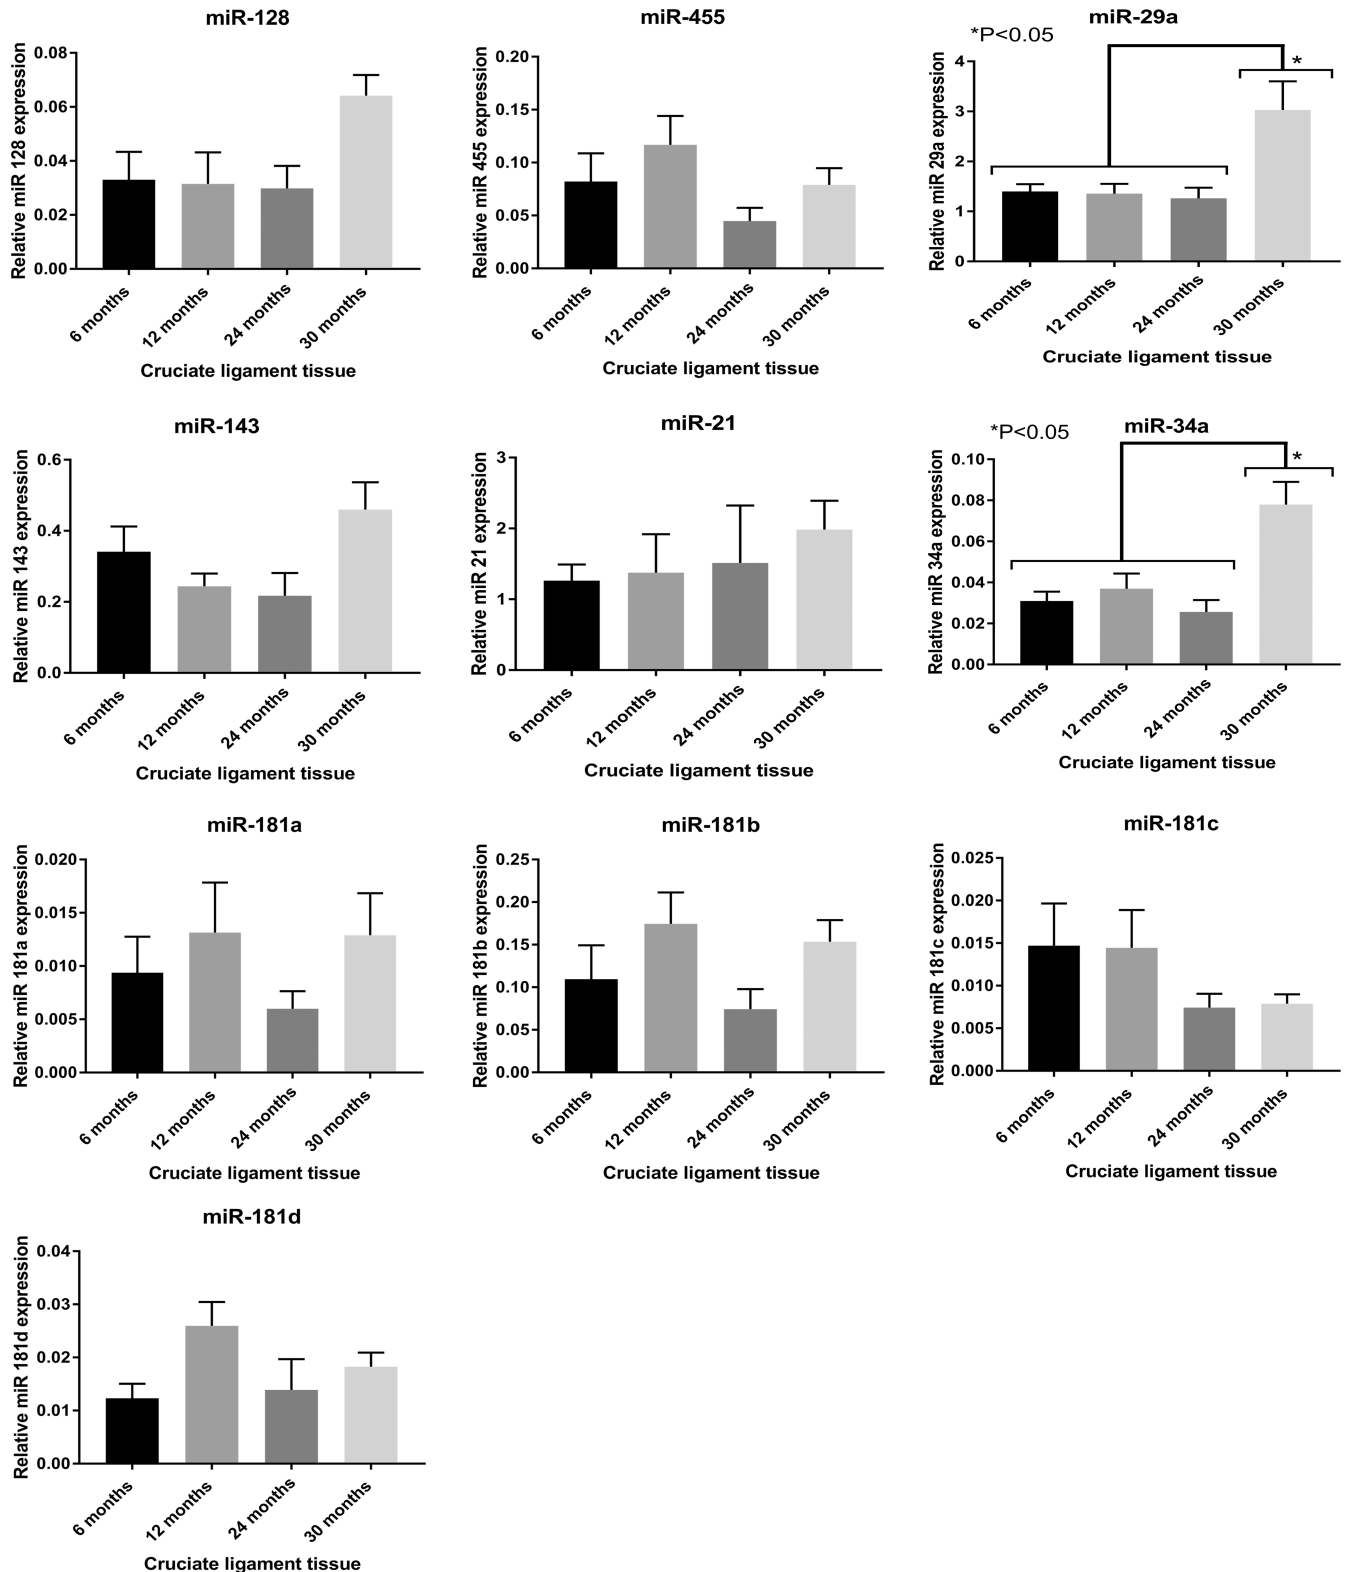 miR-128
Relative miR 128 expression
0.08
0.06
0.04
0.02
0.00
6 months
12 months
24 months
30 months
Cruciate ligament tissue
miR-455
Relative miR 455 expression
0.20
0.15
0.10
0.05
0.00
6 months
12 months
24 months
30 months
Cruciate ligament tissue
miR-29a
*P<0.05
*
Relative miR 29a expression
4
3
2
1
0
6 months
12 months
24 months
30 months
Cruciate ligament tissue
miR-143
Relative miR 143 expression
0.6
0.4
0.2
0.0
6 months
12 months
24 months
30 months
Cruciate ligament tissue
miR-21
Relative miR 21 expression
3
2
1
0
6 months
12 months
24 months
30 months
Cruciate ligament tissue
miR-34a
*P<0.05
*
Relative miR 34a expression
0.10
0.08
0.06
0.04
0.02
0.00
6 months
12 months
24 months
30 months
Cruciate ligament tissue
miR-181a
Relative miR 181a expression
0.020
0.015
0.010
0.005
0.000
6 months
12 months
24 months
30 months
Cruciate ligament tissue
miR-181b
Relative miR 181b expression
0.25
0.20
0.15
0.10
0.05
0.00
6 months
12 months
24 months
30 months
Cruciate ligament tissue
miR-181c
Relative miR 181c expression
0.025
0.020
0.015
0.010
0.005
0.000
6 months
12 months
24 months
30 months
Cruciate ligament tissue
miR-181d
Relative miR 181d expression
0.04
0.03
0.02
0.01
0.00
6 months
12 months
24 months
30 months
Cruciate ligament tissue